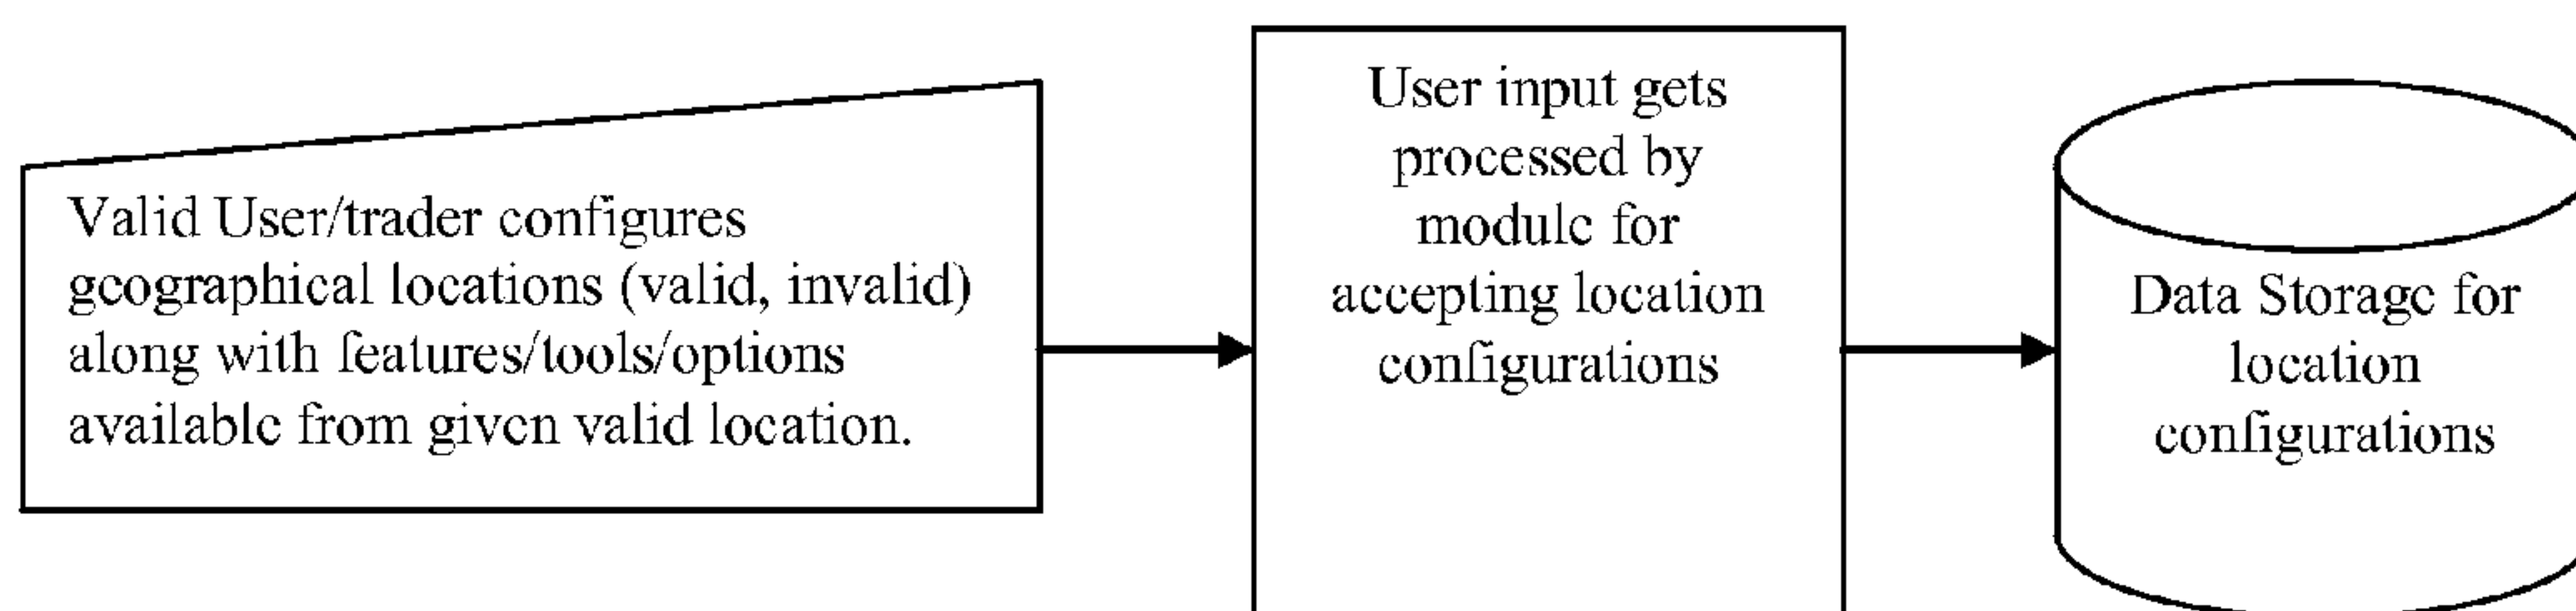 Valid User/trader configures
geographical locations (valid, invalid)
along with features/tools/options
available from given valid location.
User input gets
processed by
module for
accepting location
configurations
Data Storage for
location
configurations